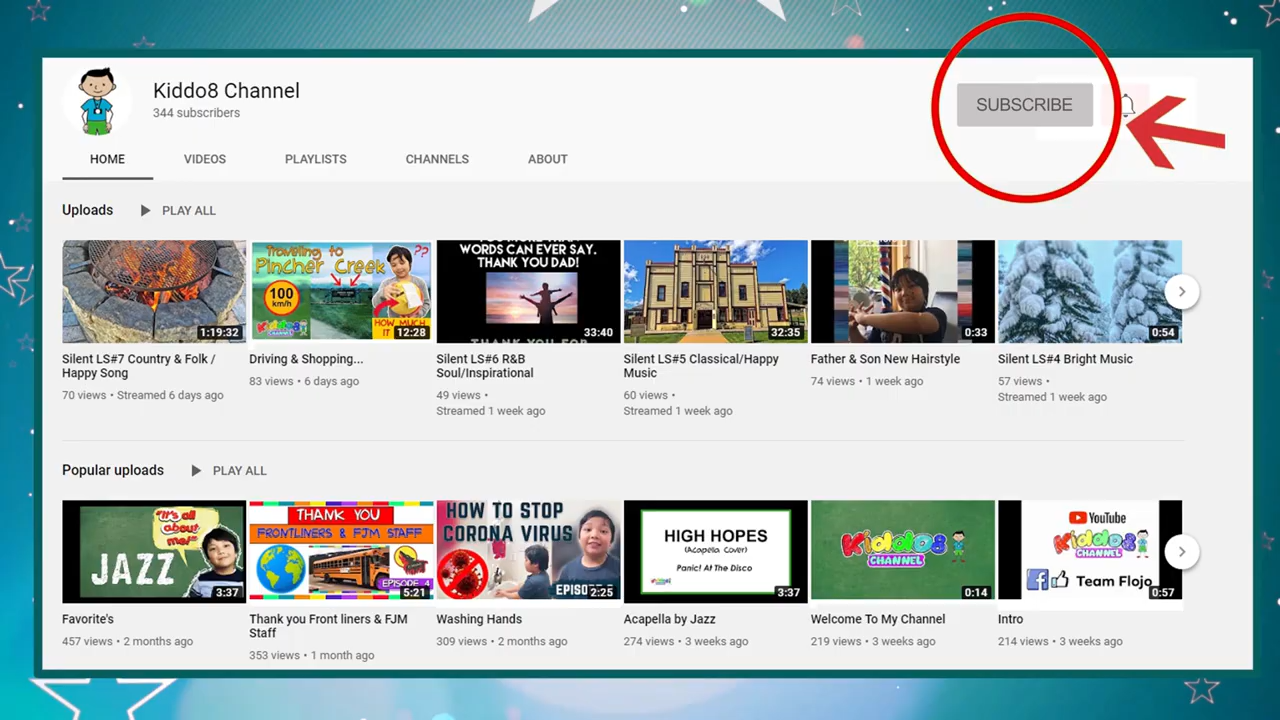 Kiddo8 Channel
344 subscribers
SUBSCRIBE
HOME VIDEOS PLAYLISTS CHANNELS ABOUT
Uploads PLAY ALL
1:19:32
Traveling to
Pincher Creek
??
100
km/h
Kiddo8
CHANNEL
HOW MUCH
IT
12:28
WORDS CAN EVER SAY.
THANK YOU DAD!
33:40
32:35
0:33
0:54
Silent LS#7 Country & Folk /
Happy Song
70 views • Streamed 6 days ago
Driving & Shopping...
83 views • 6 days ago
Silent LS#6 R&B
Soul/Inspirational
49 views •
Streamed 1 week ago
Silent LS#5 Classical/Happy
Music
60 views •
Streamed 1 week ago
Father & Son New Hairstyle
74 views • 1 week ago
Silent LS#4 Bright Music
57 views •
Streamed 1 week ago
Popular uploads PLAY ALL
"It's all
about
me!"
JAZZ
3:37
THANK YOU
FRONTLINERS & FJM STAFF
EPISODE 4
5:21
HOW TO STOP
CORONA VIRUS
EPISO
2:25
HIGH HOPES
(Acapela Cover)
Panic! At The Disco
3:37
Kiddo8
CHANNEL
0:14
YouTube
Kiddo8
CHANNEL
Team Flojo
0:57
Favorite's
457 views • 2 months ago
Thank you Front liners & FJM
Staff
353 views • 1 month ago
Washing Hands
309 views • 2 months ago
Acapella by Jazz
274 views • 3 weeks ago
Welcome To My Channel
219 views • 3 weeks ago
Intro
214 views • 3 weeks ago